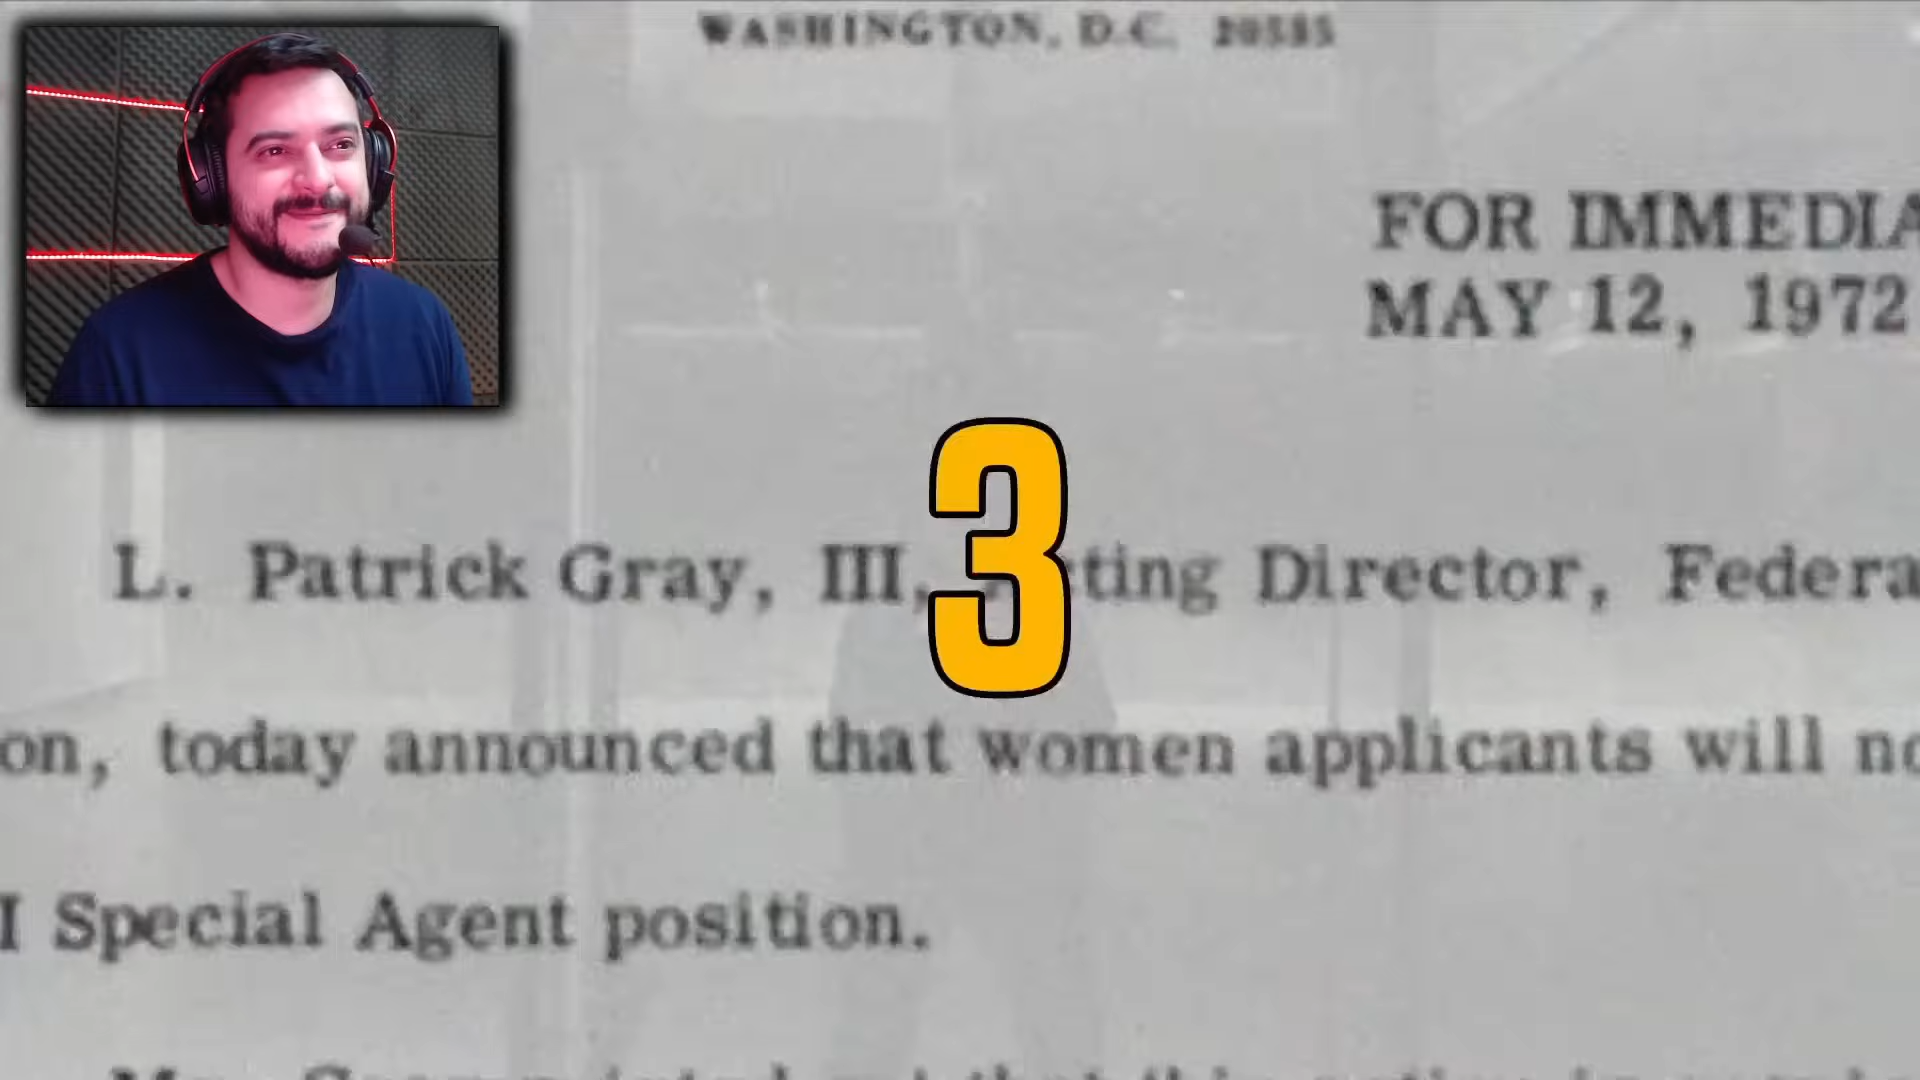 WASHINGTON, D.C. 20535
FOR IMMEDIA
MAY 12, 1972
3
L. Patrick Gray, III, ting Director, Federa
on, today announced that women applicants will no
I Special Agent position.